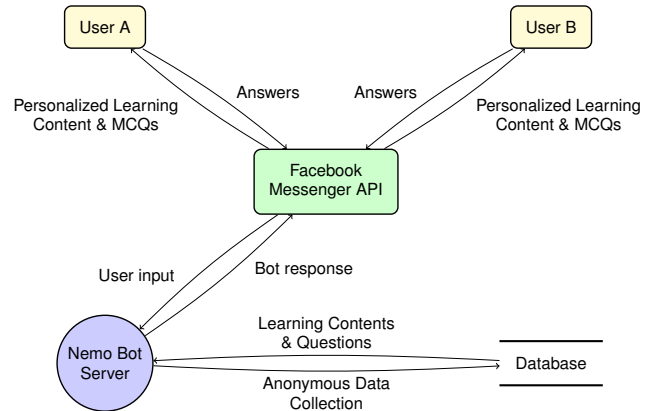 User A
User B
Answers
Answers
Personalized Learning
Content & MCQs
Personalized Learning
Content & MCQs
Facebook
Messenger API
User input
Bot response
Nemo Bot
Server
Learning Contents
& Questions
Database
Anonymous Data
Collection